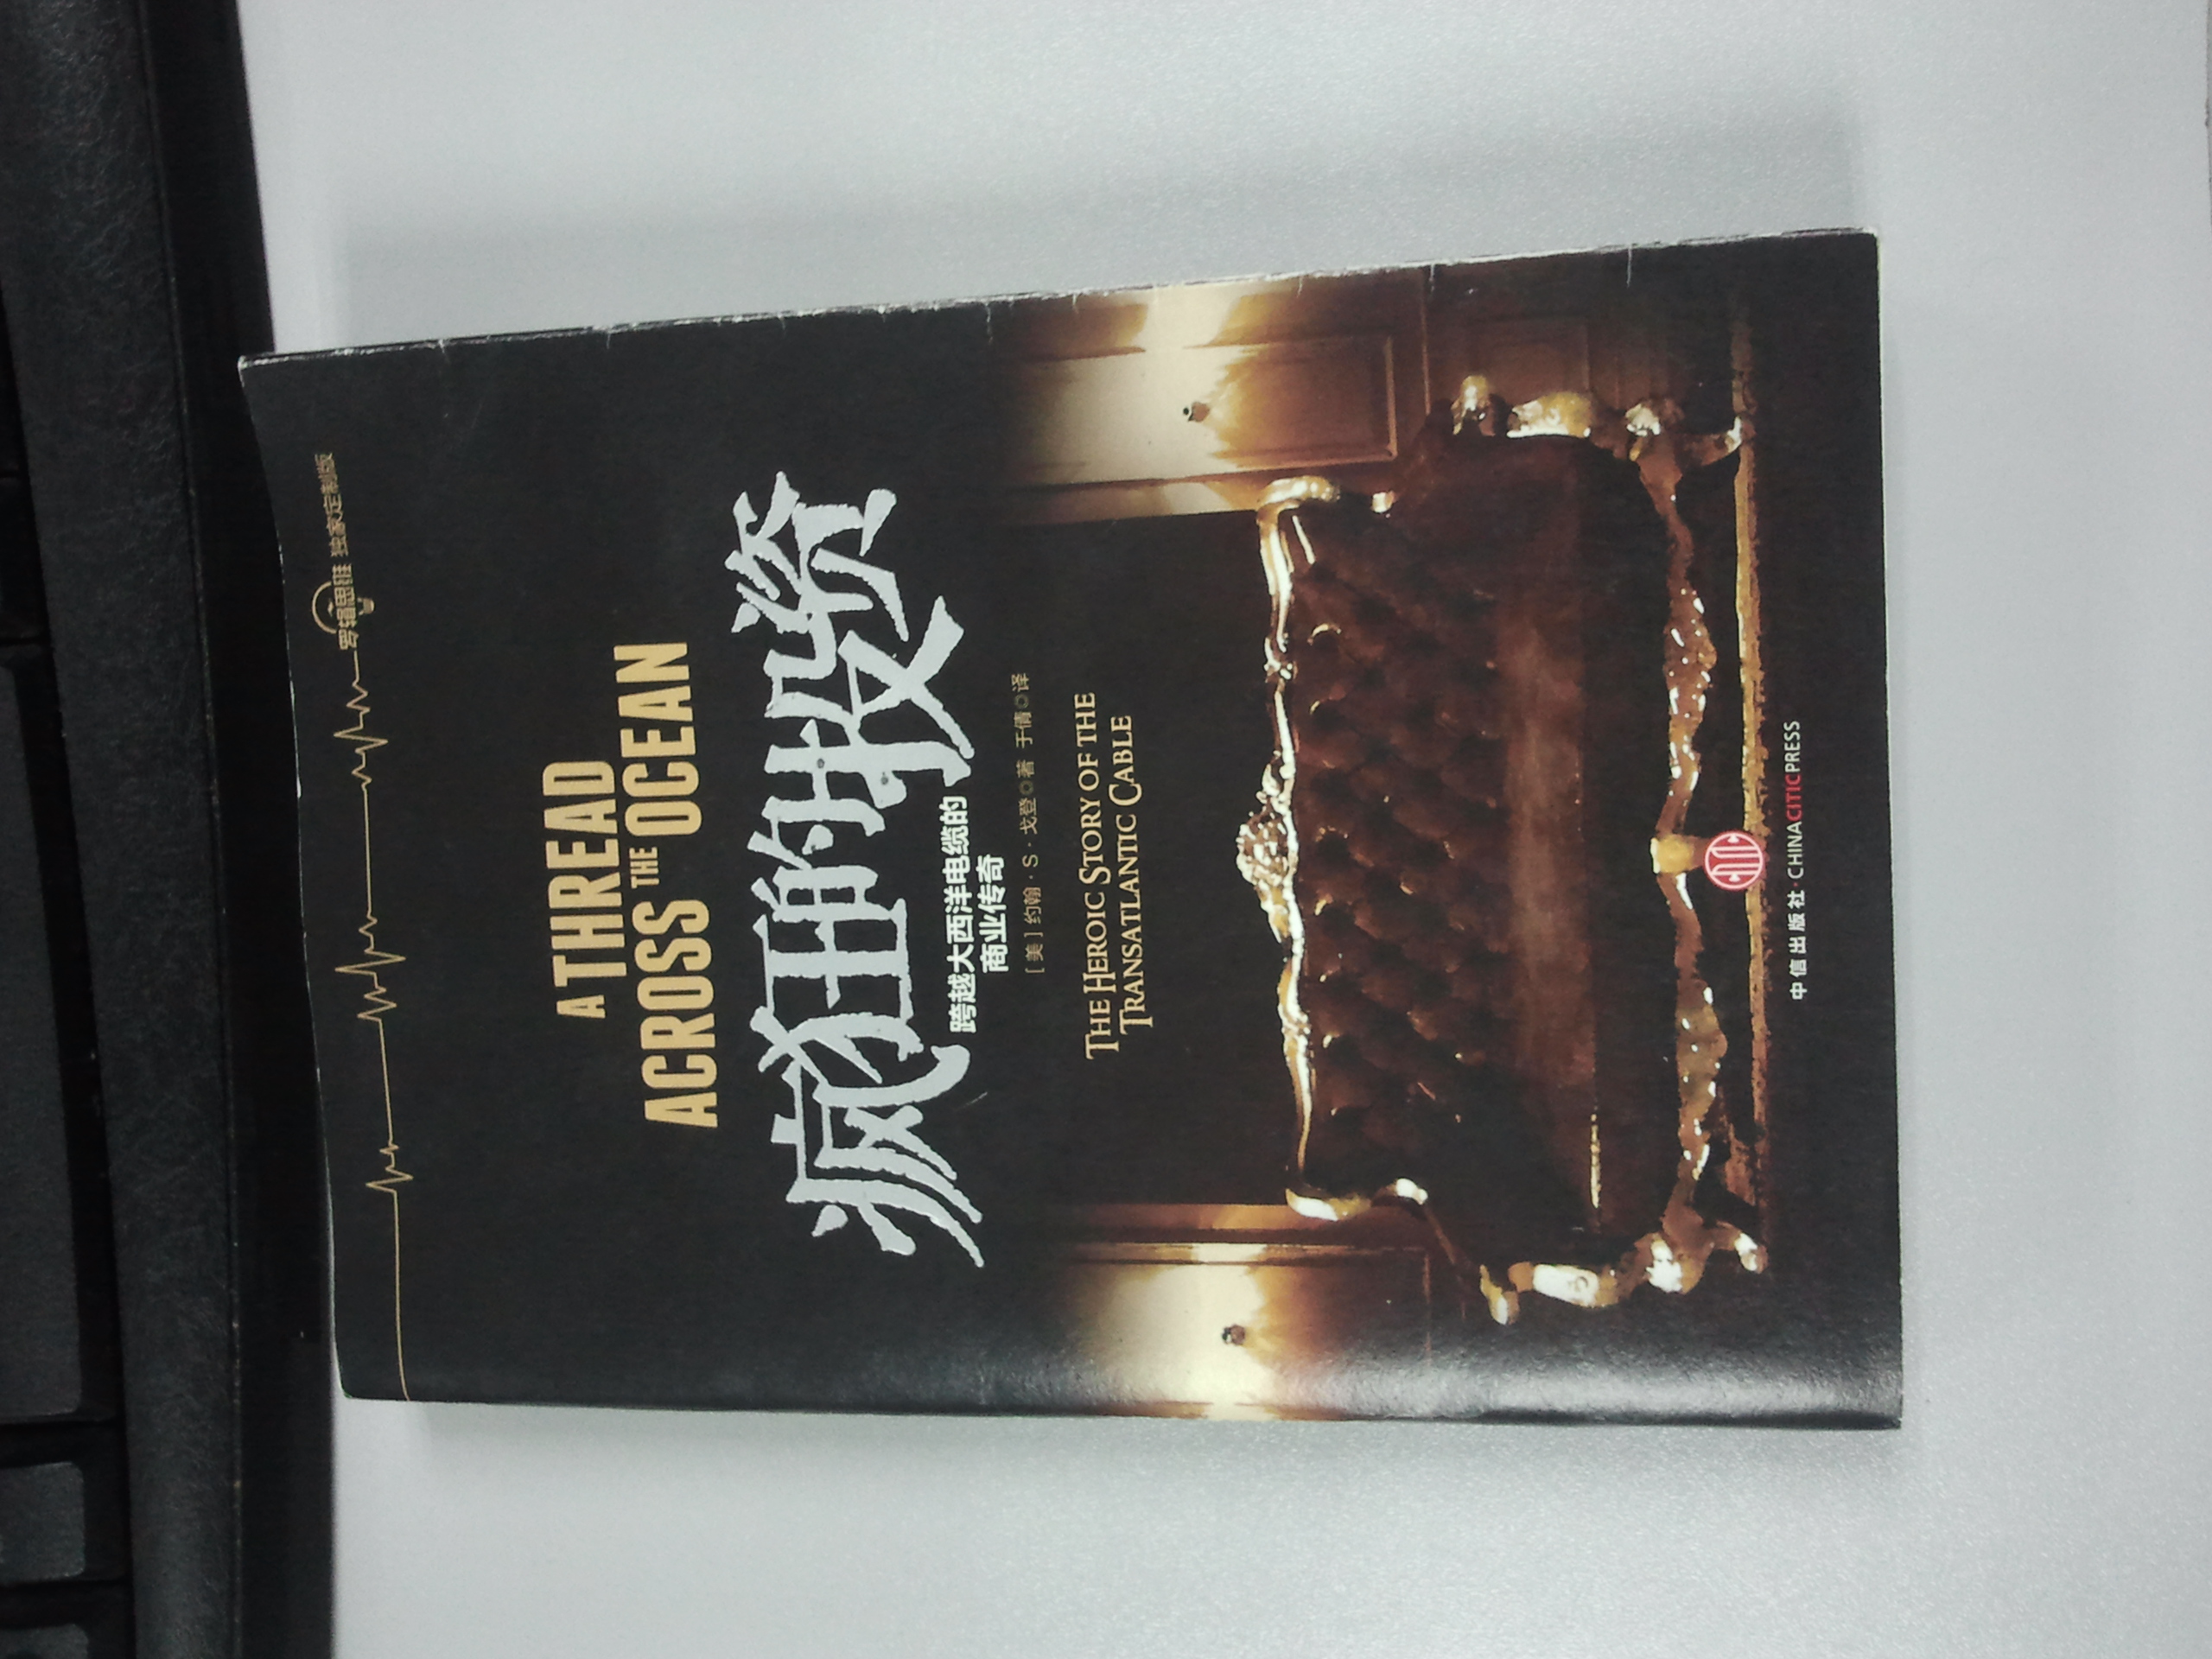 罗辑思维 独家定制版
A THREAD
ACROSS THE OCEAN
疯狂的投资
跨越大西洋电缆的
商业传奇
[美]约翰·S·戈登◎著 于倩◎译
THE HEROIC STORY OF THE
TRANSATLANTIC CABLE
中信出版社·CHINACITICPRESS